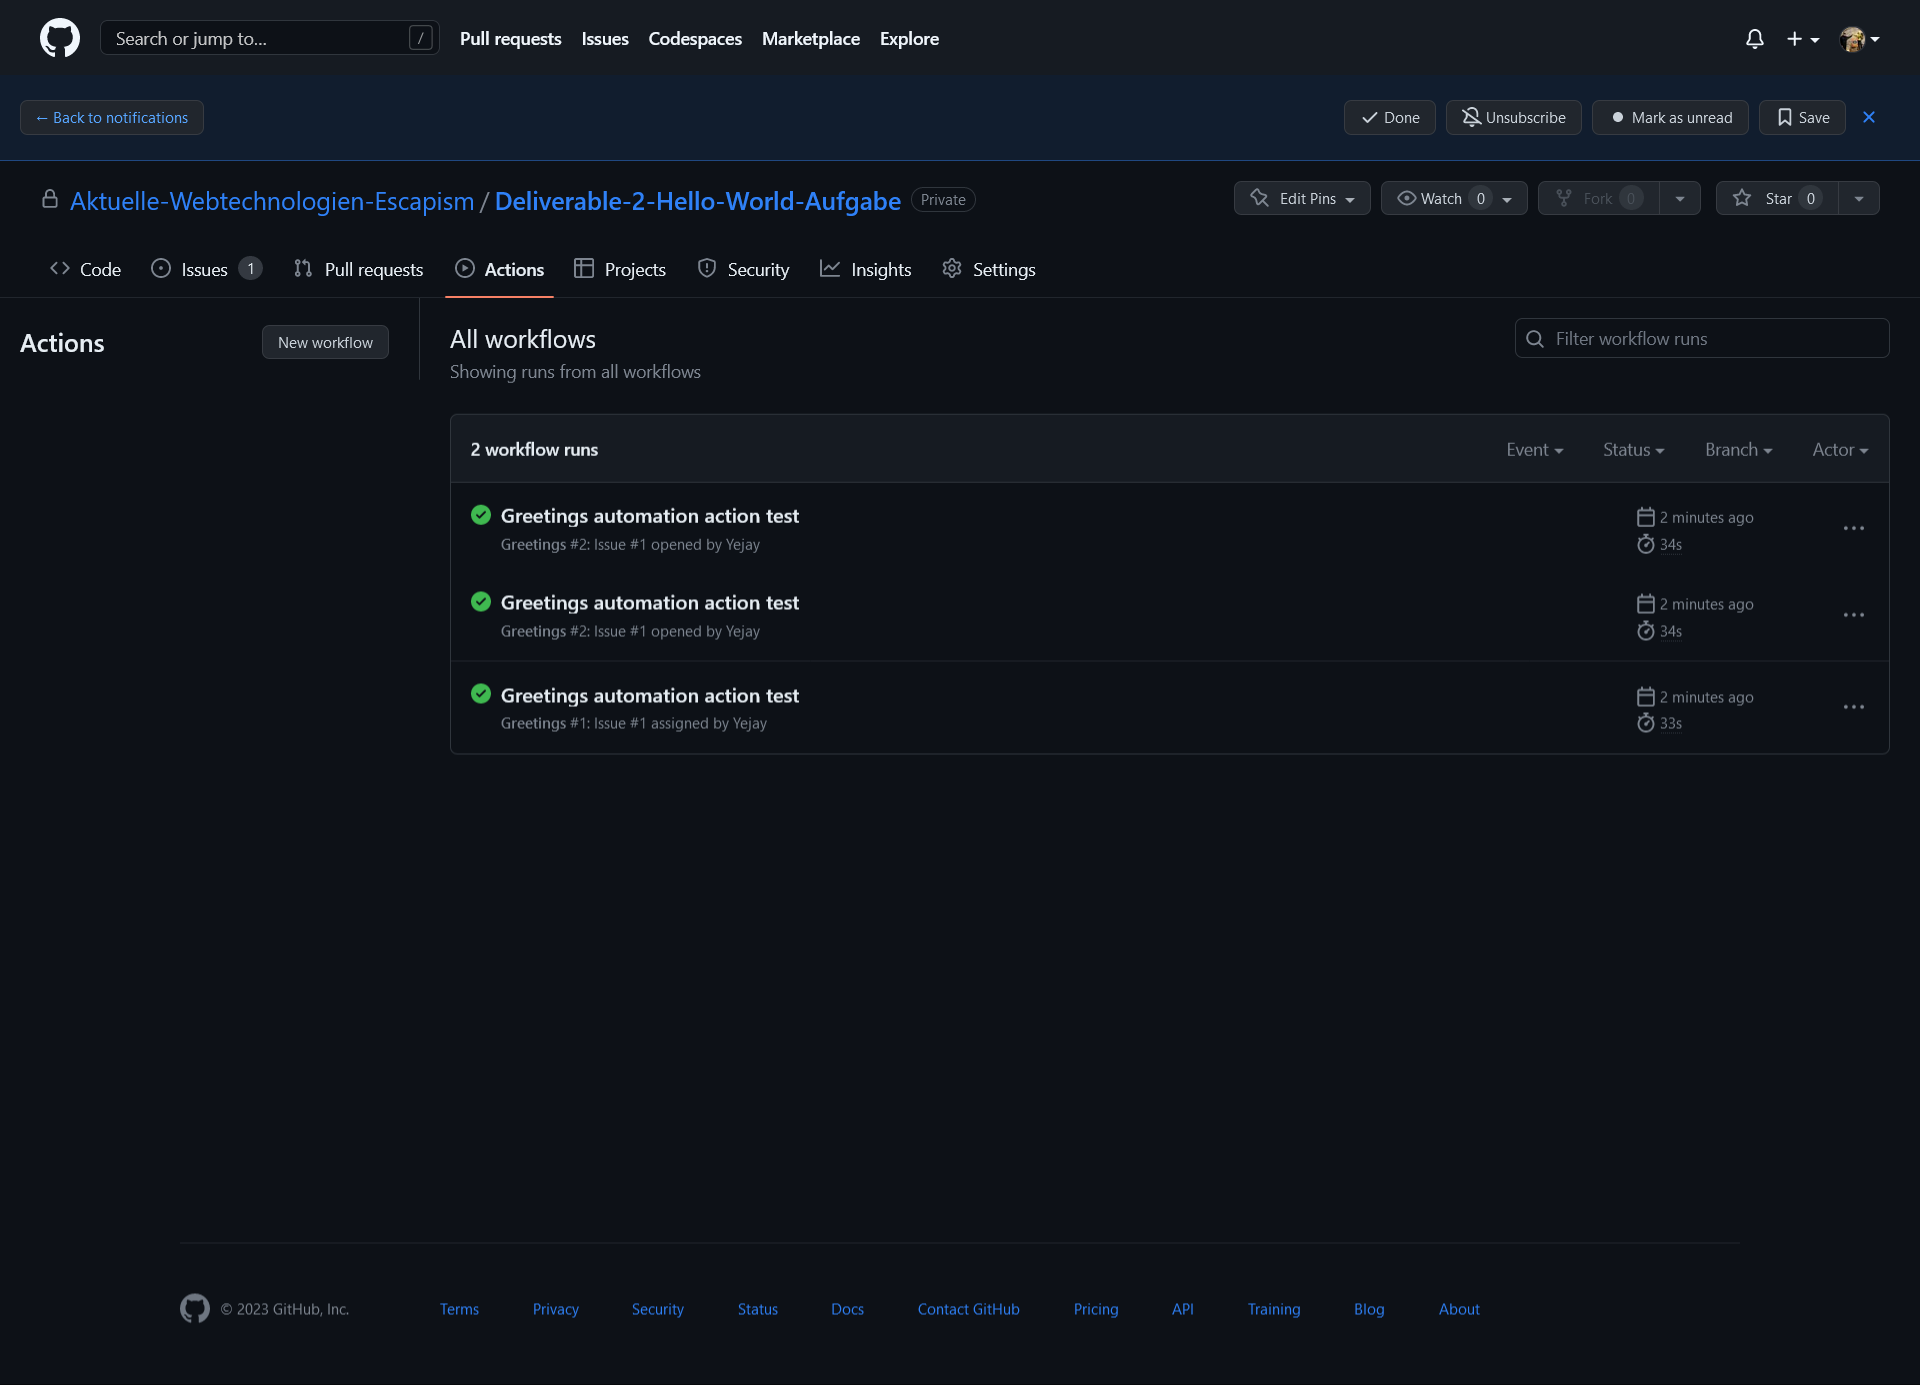 Search or jump to... /
Pull requests Issues Codespaces Marketplace Explore
← Back to notifications
Done Unsubscribe Mark as unread Save
Aktuelle-Webtechnologien-Escapism / Deliverable-2-Hello-World-Aufgabe Private
Edit Pins Watch 0 Fork 0 Star 0
Code Issues 1 Pull requests Actions Projects Security Insights Settings
Actions
New workflow
All workflows
Showing runs from all workflows
Filter workflow runs
2 workflow runs
Event Status Branch Actor
Greetings automation action test
Greetings #2: Issue #1 opened by Yejay
2 minutes ago
34s
Greetings automation action test
Greetings #2: Issue #1 opened by Yejay
2 minutes ago
34s
Greetings automation action test
Greetings #1: Issue #1 assigned by Yejay
2 minutes ago
33s
© 2023 GitHub, Inc. Terms Privacy Security Status Docs Contact GitHub Pricing API Training Blog About